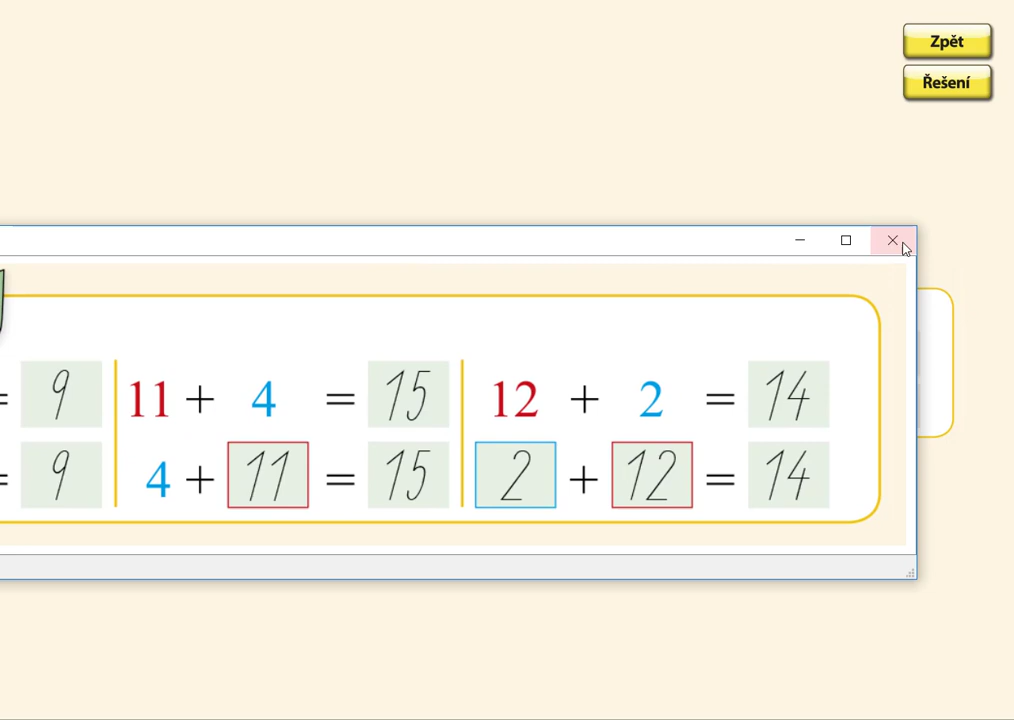 Zpět
Řešení
= 9 11 + 4 = 15 12 + 2 = 14
= 9 4 + 11 = 15 2 + 12 = 14